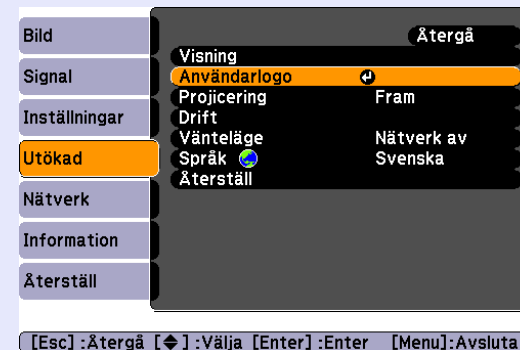 Bild
Signal
Inställningar
Utökad
Nätverk
Information
Återställ
Återgå
Visning
Användarlogo
Projicering Fram
Drift
Vänteläge Nätverk av
Språk Svenska
Återställ
[Esc] :Återgå [◆] :Välja [Enter] :Enter [Menu] :Avsluta